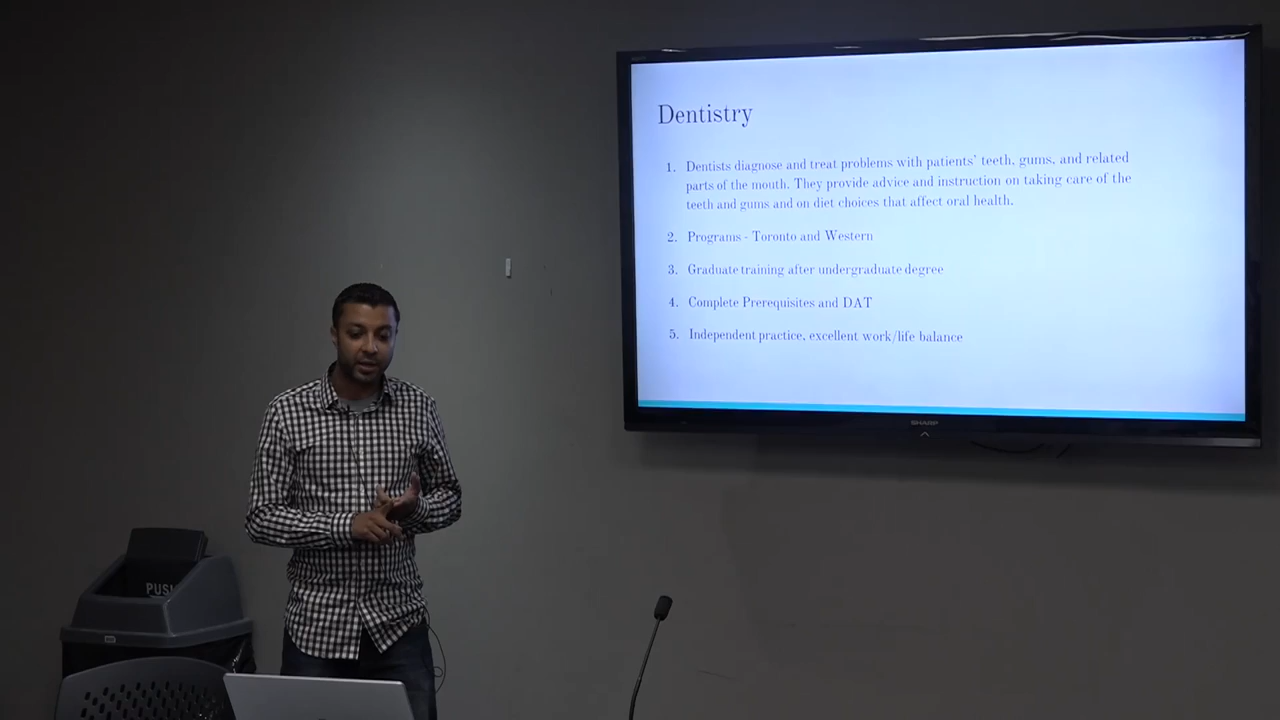 Dentistry
1. Dentists diagnose and treat problems with patients' teeth, gums, and related
parts of the mouth. They provide advice and instruction on taking care of the
teeth and gums and on diet choices that affect oral health.
2. Programs - Toronto and Western
3. Graduate training after undergraduate degree
4. Complete Prerequisites and DAT
5. Independent practice, excellent work/life balance
SHARP
PUSH